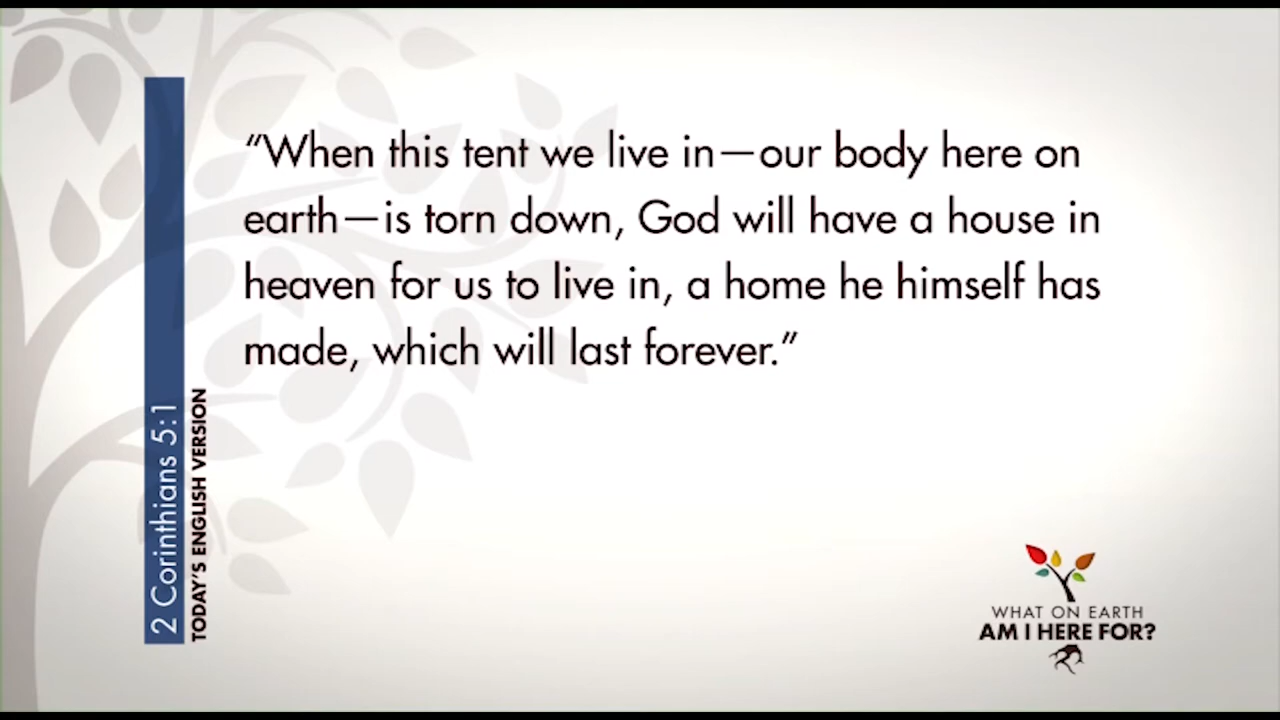 “When this tent we live in—our body here on
earth—is torn down, God will have a house in
heaven for us to live in, a home he himself has
made, which will last forever.”
2 Corinthians 5:1
TODAY’S ENGLISH VERSION
WHAT ON EARTH
AM I HERE FOR?